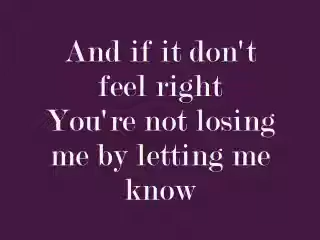 And if it don't
feel right
You're not losing
me by letting me
know